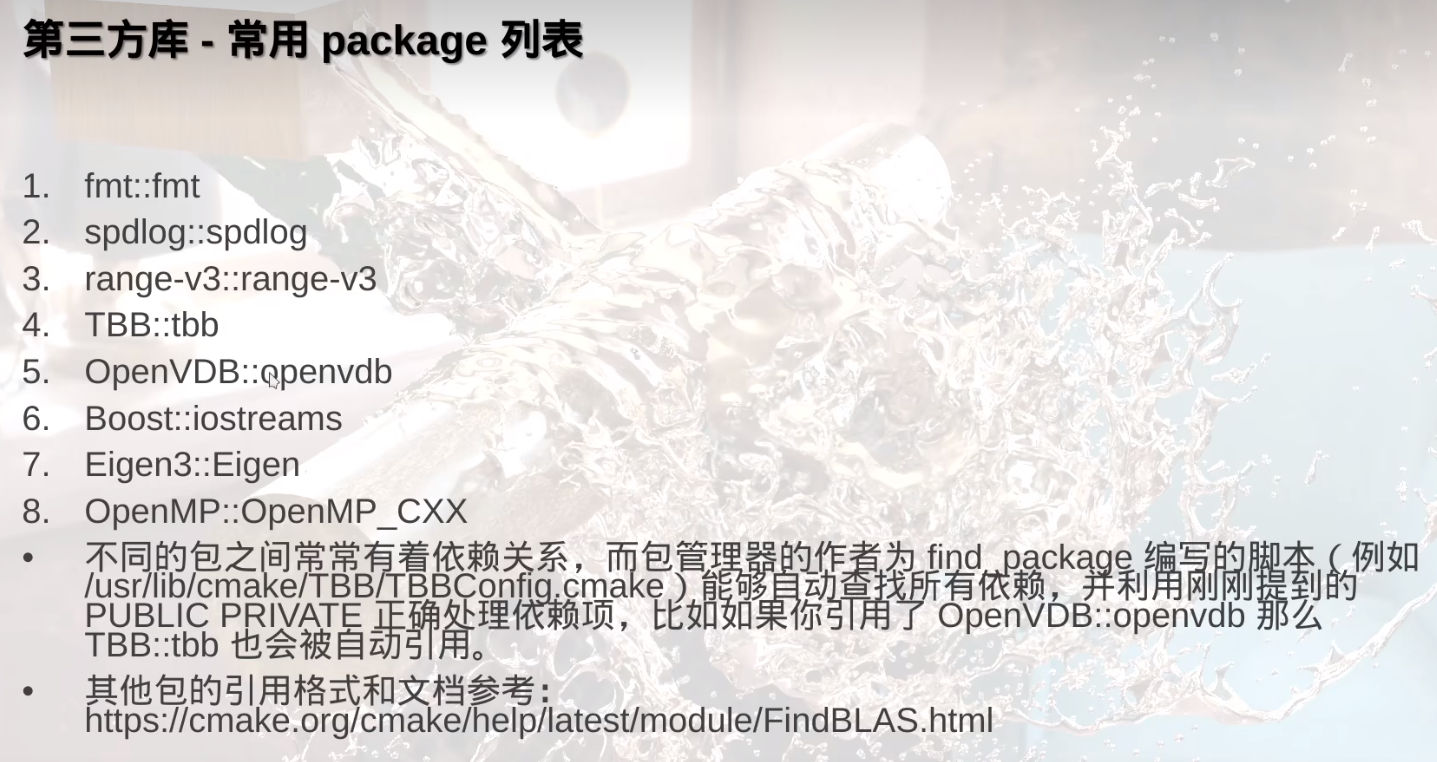 第三方库 - 常用 package 列表
1. fmt::fmt
2. spdlog::spdlog
3. range-v3::range-v3
4. TBB::tbb
5. OpenVDB::openvdb
6. Boost::iostreams
7. Eigen3::Eigen
8. OpenMP::OpenMP_CXX
• 不同的包之间常常有着依赖关系，而包管理器的作者为 find_package 编写的脚本（例如
/usr/lib/cmake/TBB/TBBConfig.cmake）能够自动查找所有依赖，并利用刚刚提到的
PUBLIC PRIVATE 正确处理依赖项，比如如果你引用了 OpenVDB::openvdb 那么
TBB::tbb 也会被自动引用。
• 其他包的引用格式和文档参考：
https://cmake.org/cmake/help/latest/module/FindBLAS.html